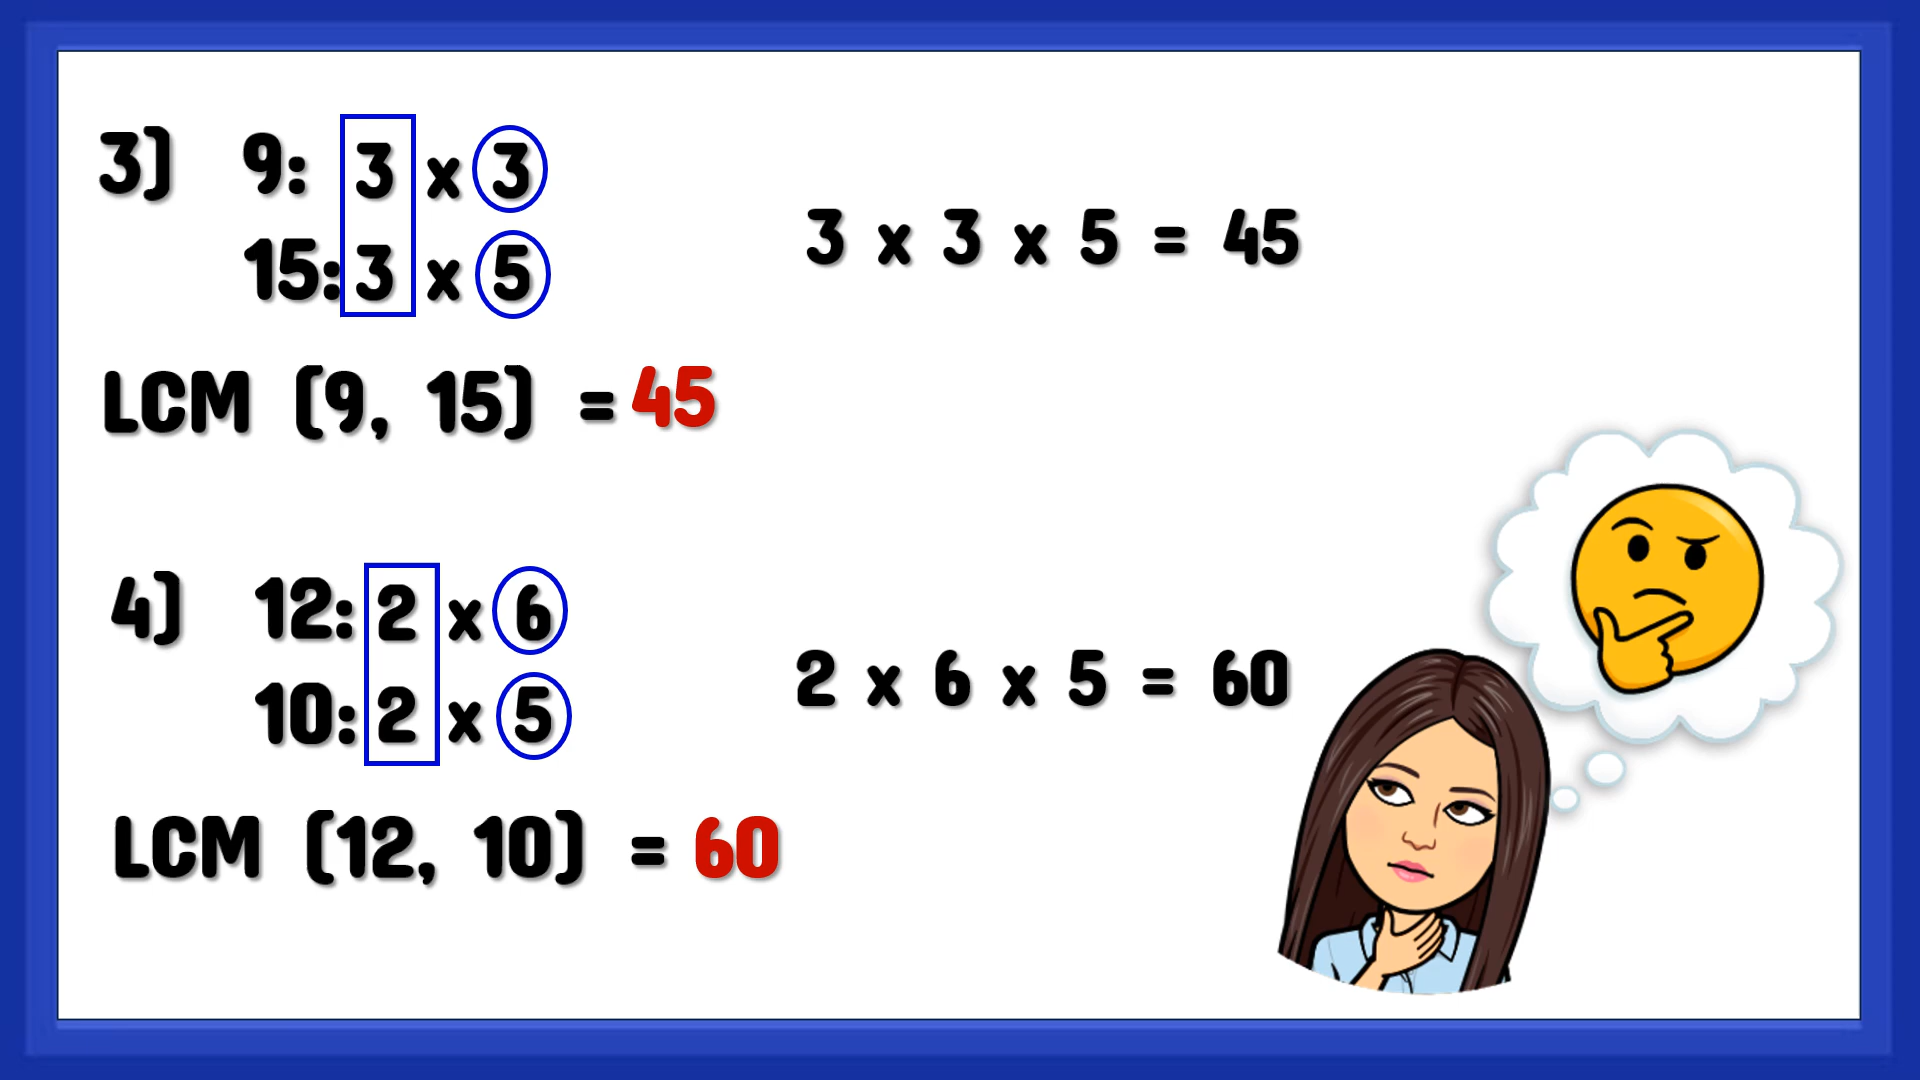 3) 9: 3 x 3
15: 3 x 5
3 x 3 x 5 = 45
LCM (9, 15) = 45
4) 12: 2 x 6
10: 2 x 5
2 x 6 x 5 = 60
LCM (12, 10) = 60